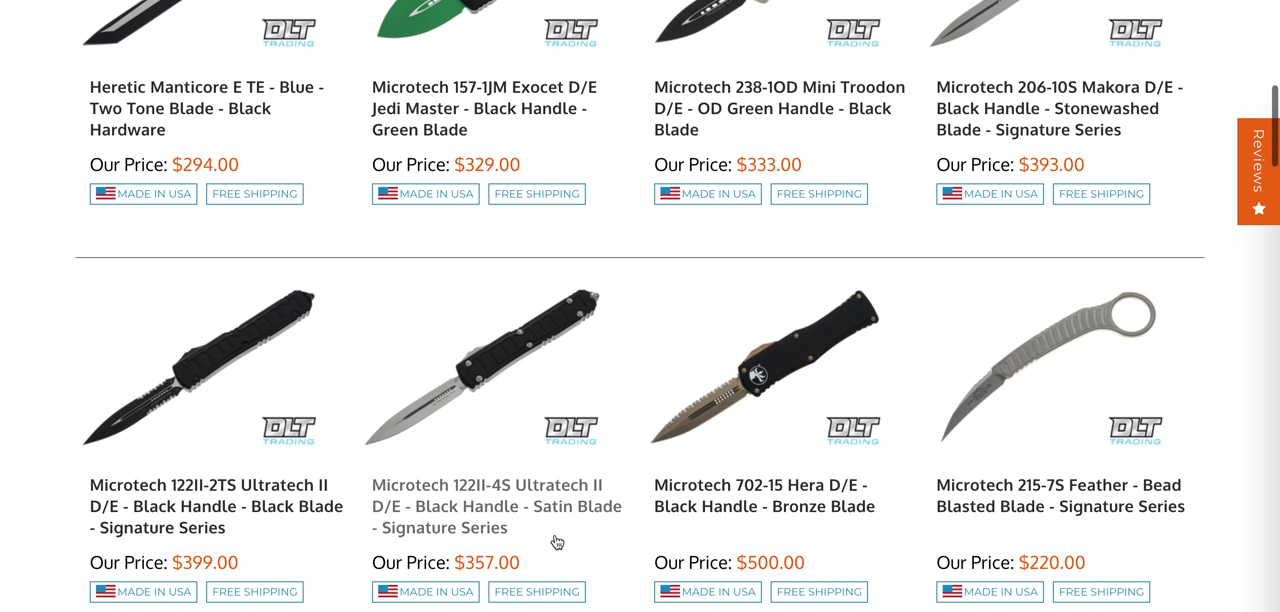 DLT
TRADING
DLT
TRADING
DLT
TRADING
DLT
TRADING
Heretic Manticore E TE - Blue -
Two Tone Blade - Black
Hardware
Our Price: $294.00
MADE IN USA
FREE SHIPPING
Microtech 157-1JM Exocet D/E
Jedi Master - Black Handle -
Green Blade
Our Price: $329.00
MADE IN USA
FREE SHIPPING
Microtech 238-1OD Mini Troodon
D/E - OD Green Handle - Black
Blade
Our Price: $333.00
MADE IN USA
FREE SHIPPING
Microtech 206-10S Makora D/E -
Black Handle - Stonewashed
Blade - Signature Series
Our Price: $393.00
MADE IN USA
FREE SHIPPING
Reviews
DLT
TRADING
DLT
TRADING
DLT
TRADING
DLT
TRADING
Microtech 122II-2TS Ultratech II
D/E - Black Handle - Black Blade
- Signature Series
Our Price: $399.00
MADE IN USA
FREE SHIPPING
Microtech 122II-4S Ultratech II
D/E - Black Handle - Satin Blade
- Signature Series
Our Price: $357.00
MADE IN USA
FREE SHIPPING
Microtech 702-15 Hera D/E -
Black Handle - Bronze Blade
Our Price: $500.00
MADE IN USA
FREE SHIPPING
Microtech 215-7S Feather - Bead
Blasted Blade - Signature Series
Our Price: $220.00
MADE IN USA
FREE SHIPPING